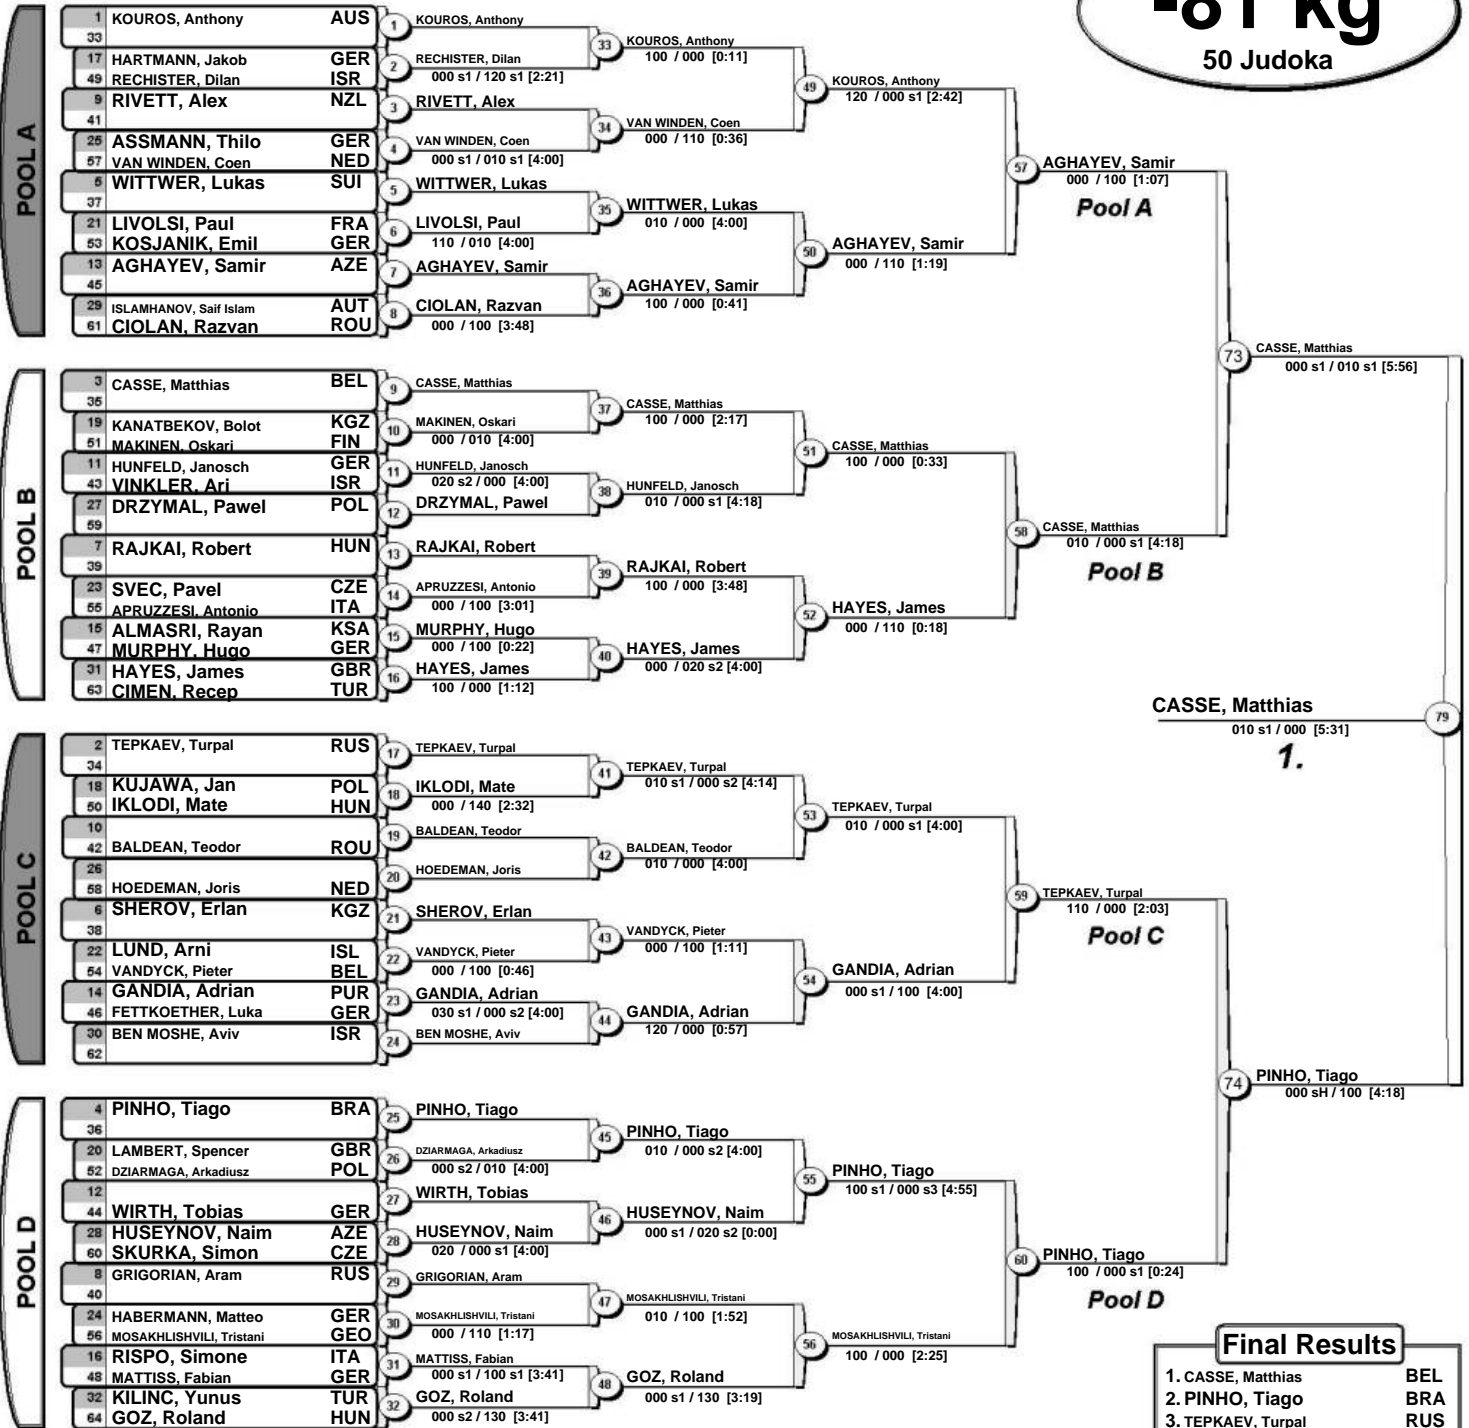 -81 kg
50 Judoka
POOL A
1 KOUROS, Anthony AUS
33
17 HARTMANN, Jakob GER
49 RECHISTER, Dilan ISR
9 RIVETT, Alex NZL
41
25 ASSMANN, Thilo GER
57 VAN WINDEN, Coen NED
5 WITTWER, Lukas SUI
37
21 LIVOLSI, Paul FRA
53 KOSJANIK, Emil GER
13 AGHAYEV, Samir AZE
45
29 ISLAMHANOV, Saif Islam AUT
61 CIOLAN, Razvan ROU
1 KOUROS, Anthony
2 RECHISTER, Dilan
000 s1 / 120 s1 [2:21]
3 RIVETT, Alex
4 VAN WINDEN, Coen
000 s1 / 010 s1 [4:00]
5 WITTWER, Lukas
6 LIVOLSI, Paul
110 / 010 [4:00]
7 AGHAYEV, Samir
8 CIOLAN, Razvan
000 / 100 [3:48]
33 KOUROS, Anthony
100 / 000 [0:11]
34 VAN WINDEN, Coen
000 / 110 [0:36]
35 WITTWER, Lukas
010 / 000 [4:00]
36 AGHAYEV, Samir
100 / 000 [0:41]
49 KOUROS, Anthony
120 / 000 s1 [2:42]
50 AGHAYEV, Samir
000 / 110 [1:19]
57 AGHAYEV, Samir
000 / 100 [1:07]
Pool A
POOL B
3 CASSE, Matthias BEL
35
19 KANATBEKOV, Bolot KGZ
51 MAKINEN, Oskari FIN
11 HUNFELD, Janosch GER
43 VINKLER, Ari ISR
27 DRZYMAL, Pawel POL
59
7 RAJKAI, Robert HUN
39
23 SVEC, Pavel CZE
55 APRUZZESI, Antonio ITA
15 ALMASRI, Rayan KSA
47 MURPHY, Hugo GER
31 HAYES, James GBR
63 CIMEN, Recep TUR
9 CASSE, Matthias
10 MAKINEN, Oskari
000 / 010 [4:00]
11 HUNFELD, Janosch
020 s2 / 000 [4:00]
12 DRZYMAL, Pawel
13 RAJKAI, Robert
14 APRUZZESI, Antonio
000 / 100 [3:01]
15 MURPHY, Hugo
000 / 100 [0:22]
16 HAYES, James
100 / 000 [1:12]
37 CASSE, Matthias
100 / 000 [2:17]
38 HUNFELD, Janosch
010 / 000 s1 [4:18]
39 RAJKAI, Robert
100 / 000 [3:48]
40 HAYES, James
000 / 020 s2 [4:00]
51 CASSE, Matthias
100 / 000 [0:33]
52 HAYES, James
000 / 110 [0:18]
58 CASSE, Matthias
010 / 000 s1 [4:18]
Pool B
73 CASSE, Matthias
000 s1 / 010 s1 [5:56]
CASSE, Matthias 79
010 s1 / 000 [5:31]
1.
POOL C
2 TEPKAEV, Turpal RUS
34
18 KUJAWA, Jan POL
50 IKLODI, Mate HUN
10
42 BALDEAN, Teodor ROU
26
58 HOEDEMAN, Joris NED
6 SHEROV, Erlan KGZ
38
22 LUND, Arni ISL
54 VANDYCK, Pieter BEL
14 GANDIA, Adrian PUR
46 FETTKOETHER, Luka GER
30 BEN MOSHE, Aviv ISR
62
17 TEPKAEV, Turpal
18 IKLODI, Mate
000 / 140 [2:32]
19 BALDEAN, Teodor
20 HOEDEMAN, Joris
21 SHEROV, Erlan
22 VANDYCK, Pieter
000 / 100 [0:46]
23 GANDIA, Adrian
030 s1 / 000 s2 [4:00]
24 BEN MOSHE, Aviv
41 TEPKAEV, Turpal
010 s1 / 000 s2 [4:14]
42 BALDEAN, Teodor
010 / 000 [4:00]
43 VANDYCK, Pieter
000 / 100 [1:11]
44 GANDIA, Adrian
120 / 000 [0:57]
53 TEPKAEV, Turpal
010 / 000 s1 [4:00]
54 GANDIA, Adrian
000 s1 / 100 [4:00]
59 TEPKAEV, Turpal
110 / 000 [2:03]
Pool C
74 PINHO, Tiago
000 sH / 100 [4:18]
POOL D
4 PINHO, Tiago BRA
36
20 LAMBERT, Spencer GBR
52 DZIARMAGA, Arkadiusz POL
12
44 WIRTH, Tobias GER
28 HUSEYNOV, Naim AZE
60 SKURKA, Simon CZE
8 GRIGORIAN, Aram RUS
40
24 HABERMANN, Matteo GER
56 MOSAKHLISHVILI, Tristani GEO
16 RISPO, Simone ITA
48 MATTISS, Fabian GER
32 KILINC, Yunus TUR
64 GOZ, Roland HUN
25 PINHO, Tiago
26 DZIARMAGA, Arkadiusz
000 s2 / 010 [4:00]
27 WIRTH, Tobias
28 HUSEYNOV, Naim
020 / 000 s1 [4:00]
29 GRIGORIAN, Aram
30 MOSAKHLISHVILI, Tristani
000 / 110 [1:17]
31 MATTISS, Fabian
000 s1 / 100 s1 [3:41]
32 GOZ, Roland
000 s2 / 130 [3:41]
45 PINHO, Tiago
010 / 000 s2 [4:00]
46 HUSEYNOV, Naim
000 s1 / 020 s2 [0:00]
47 MOSAKHLISHVILI, Tristani
010 / 100 [1:52]
48 GOZ, Roland
000 s1 / 130 [3:19]
55 PINHO, Tiago
100 s1 / 000 s3 [4:55]
56 MOSAKHLISHVILI, Tristani
100 / 000 [2:25]
60 PINHO, Tiago
100 / 000 s1 [0:24]
Pool D
Final Results
1. CASSE, Matthias BEL
2. PINHO, Tiago BRA
3. TEPKAEV, Turpal RUS